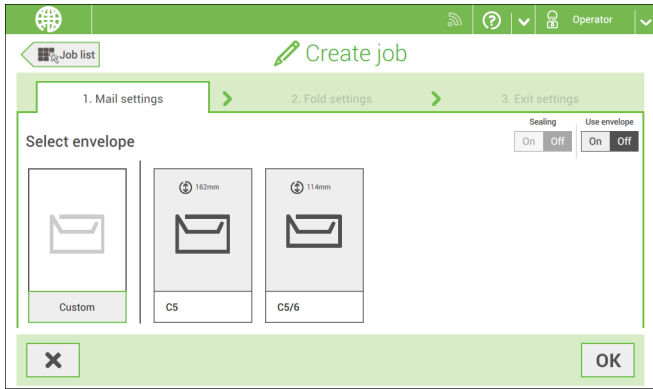 Operator
Job list
Create job
1. Mail settings
2. Fold settings
3. Exit settings
Select envelope
Sealing
On Off
Use envelope
On Off
162mm
114mm
Custom
C5
C5/6
OK